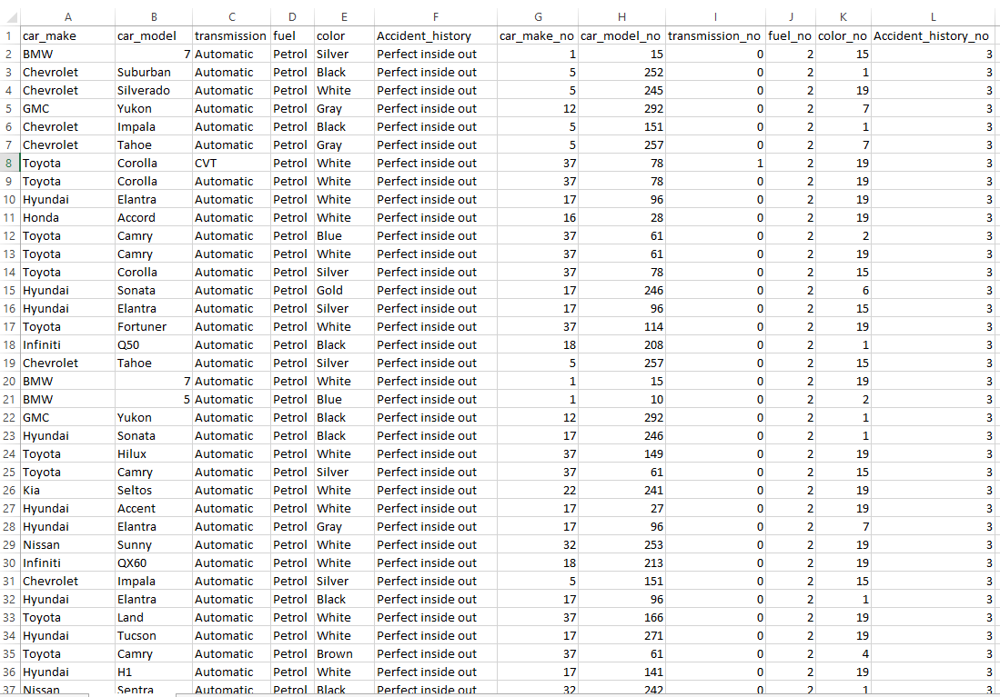 A B C D E F G H I J K L
1 car_make car_model transmission fuel color Accident_history car_make_no car_model_no transmission_no fuel_no color_no Accident_history_no
2 BMW 7 Automatic Petrol Silver Perfect inside out 1 15 0 2 15 3
3 Chevrolet Suburban Automatic Petrol Black Perfect inside out 5 252 0 2 1 3
4 Chevrolet Silverado Automatic Petrol White Perfect inside out 5 245 0 2 19 3
5 GMC Yukon Automatic Petrol Gray Perfect inside out 12 292 0 2 7 3
6 Chevrolet Impala Automatic Petrol Black Perfect inside out 5 151 0 2 1 3
7 Chevrolet Tahoe Automatic Petrol Gray Perfect inside out 5 257 0 2 7 3
8 Toyota Corolla CVT Petrol White Perfect inside out 37 78 1 2 19 3
9 Toyota Corolla Automatic Petrol White Perfect inside out 37 78 0 2 19 3
10 Hyundai Elantra Automatic Petrol White Perfect inside out 17 96 0 2 19 3
11 Honda Accord Automatic Petrol White Perfect inside out 16 28 0 2 19 3
12 Toyota Camry Automatic Petrol Blue Perfect inside out 37 61 0 2 2 3
13 Toyota Camry Automatic Petrol White Perfect inside out 37 61 0 2 19 3
14 Toyota Corolla Automatic Petrol Silver Perfect inside out 37 78 0 2 15 3
15 Hyundai Sonata Automatic Petrol Gold Perfect inside out 17 246 0 2 6 3
16 Hyundai Elantra Automatic Petrol Silver Perfect inside out 17 96 0 2 15 3
17 Toyota Fortuner Automatic Petrol White Perfect inside out 37 114 0 2 19 3
18 Infiniti Q50 Automatic Petrol Black Perfect inside out 18 208 0 2 1 3
19 Chevrolet Tahoe Automatic Petrol Silver Perfect inside out 5 257 0 2 15 3
20 BMW 7 Automatic Petrol White Perfect inside out 1 15 0 2 19 3
21 BMW 5 Automatic Petrol Blue Perfect inside out 1 10 0 2 2 3
22 GMC Yukon Automatic Petrol Black Perfect inside out 12 292 0 2 1 3
23 Hyundai Sonata Automatic Petrol Black Perfect inside out 17 246 0 2 1 3
24 Toyota Hilux Automatic Petrol White Perfect inside out 37 149 0 2 19 3
25 Toyota Camry Automatic Petrol Silver Perfect inside out 37 61 0 2 15 3
26 Kia Seltos Automatic Petrol White Perfect inside out 22 241 0 2 19 3
27 Hyundai Accent Automatic Petrol White Perfect inside out 17 27 0 2 19 3
28 Hyundai Elantra Automatic Petrol Gray Perfect inside out 17 96 0 2 7 3
29 Nissan Sunny Automatic Petrol White Perfect inside out 32 253 0 2 19 3
30 Infiniti QX60 Automatic Petrol White Perfect inside out 18 213 0 2 19 3
31 Chevrolet Impala Automatic Petrol Silver Perfect inside out 5 151 0 2 15 3
32 Hyundai Elantra Automatic Petrol Black Perfect inside out 17 96 0 2 1 3
33 Toyota Land Automatic Petrol White Perfect inside out 37 166 0 2 19 3
34 Hyundai Tucson Automatic Petrol White Perfect inside out 17 271 0 2 19 3
35 Toyota Camry Automatic Petrol Brown Perfect inside out 37 61 0 2 4 3
36 Hyundai H1 Automatic Petrol White Perfect inside out 17 141 0 2 19 3
37 Nissan Sentra Automatic Petrol Black Perfect inside out 32 242 0 2 1 3